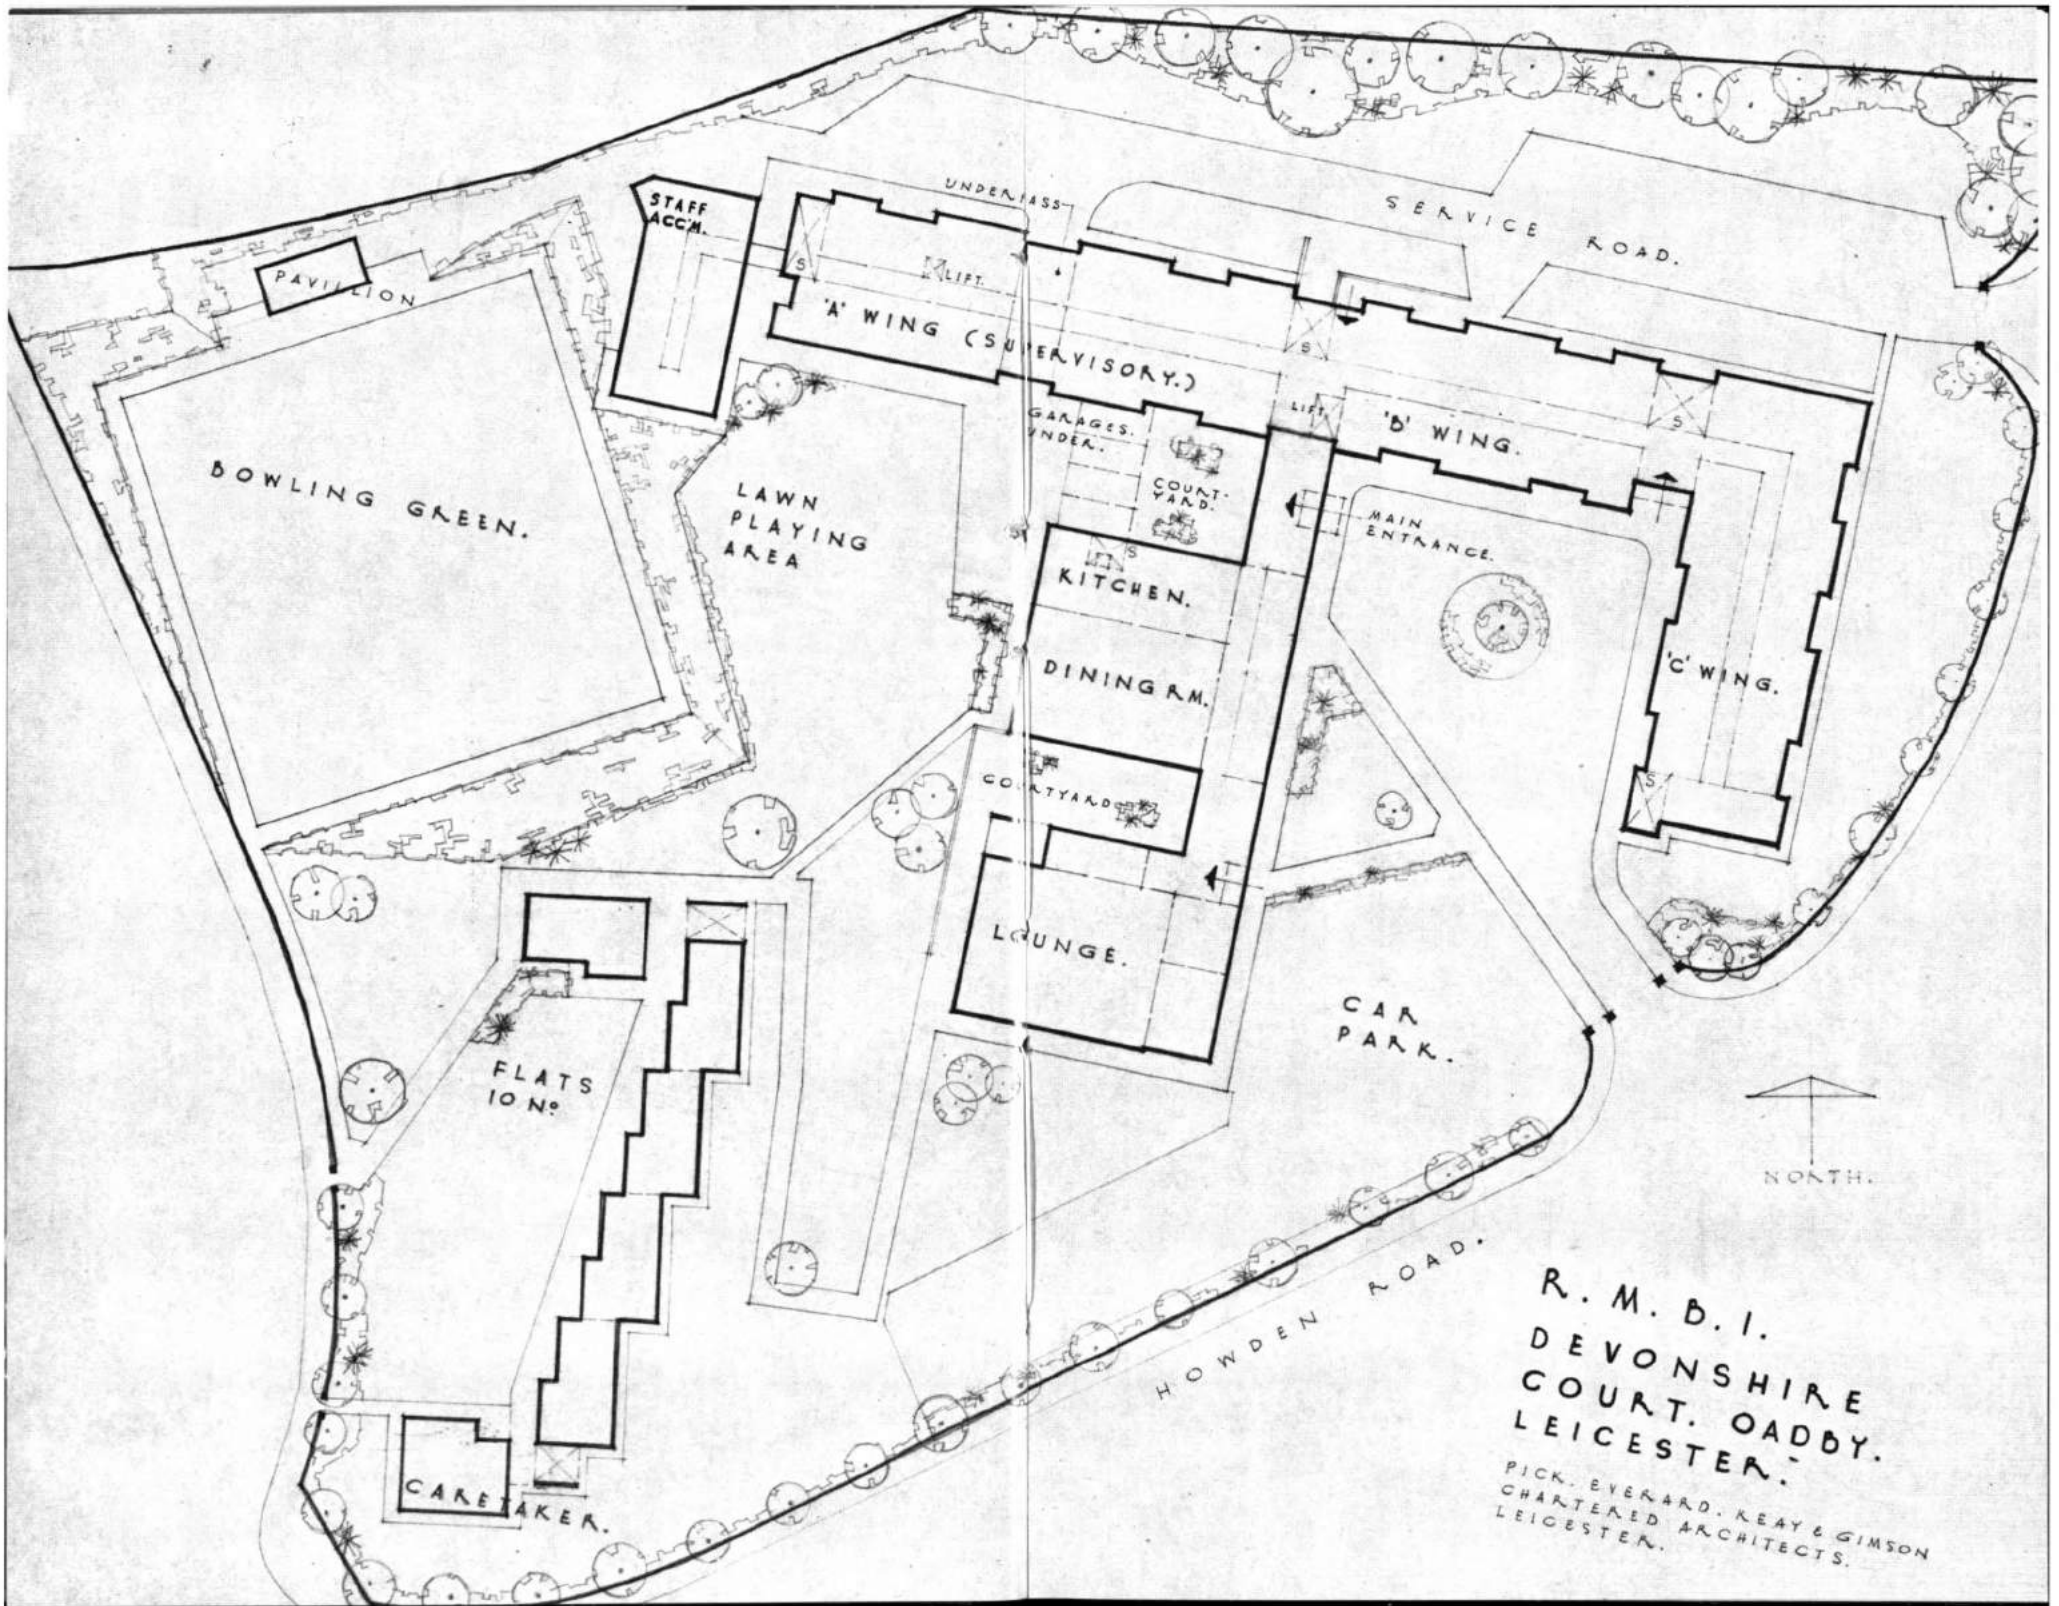 STAFF
ACC'M.
UNDERPASS
SERVICE ROAD.
PAVILLION
S
LIFT.
'A' WING (SUPERVISORY.)
S
LIFT.
'B' WING.
S
GARAGES.
UNDER.
COURT-
YARD.
BOWLING GREEN.
LAWN
PLAYING
AREA
MAIN
ENTRANCE.
S
KITCHEN.
DINING RM.
'C' WING.
S
COURTYARD
LOUNGE.
CAR
PARK.
FLATS
10 Nº
NORTH.
HOWDEN ROAD.
CARETAKER.
R.M.B.I.
DEVONSHIRE
COURT. OADBY.
LEICESTER.
PICK. EVERARD. KEAY & GIMSON
CHARTERED ARCHITECTS.
LEICESTER.